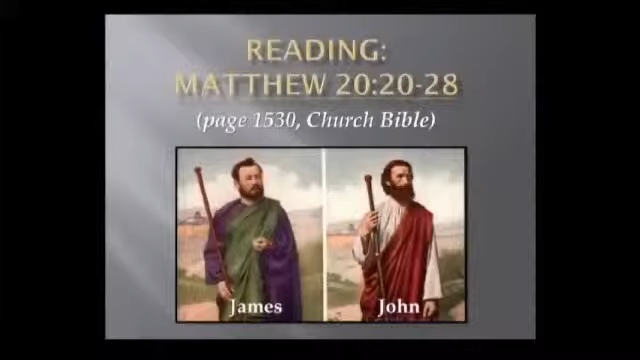 READING:
MATTHEW 20:20-28
(page 1530, Church Bible)
James John